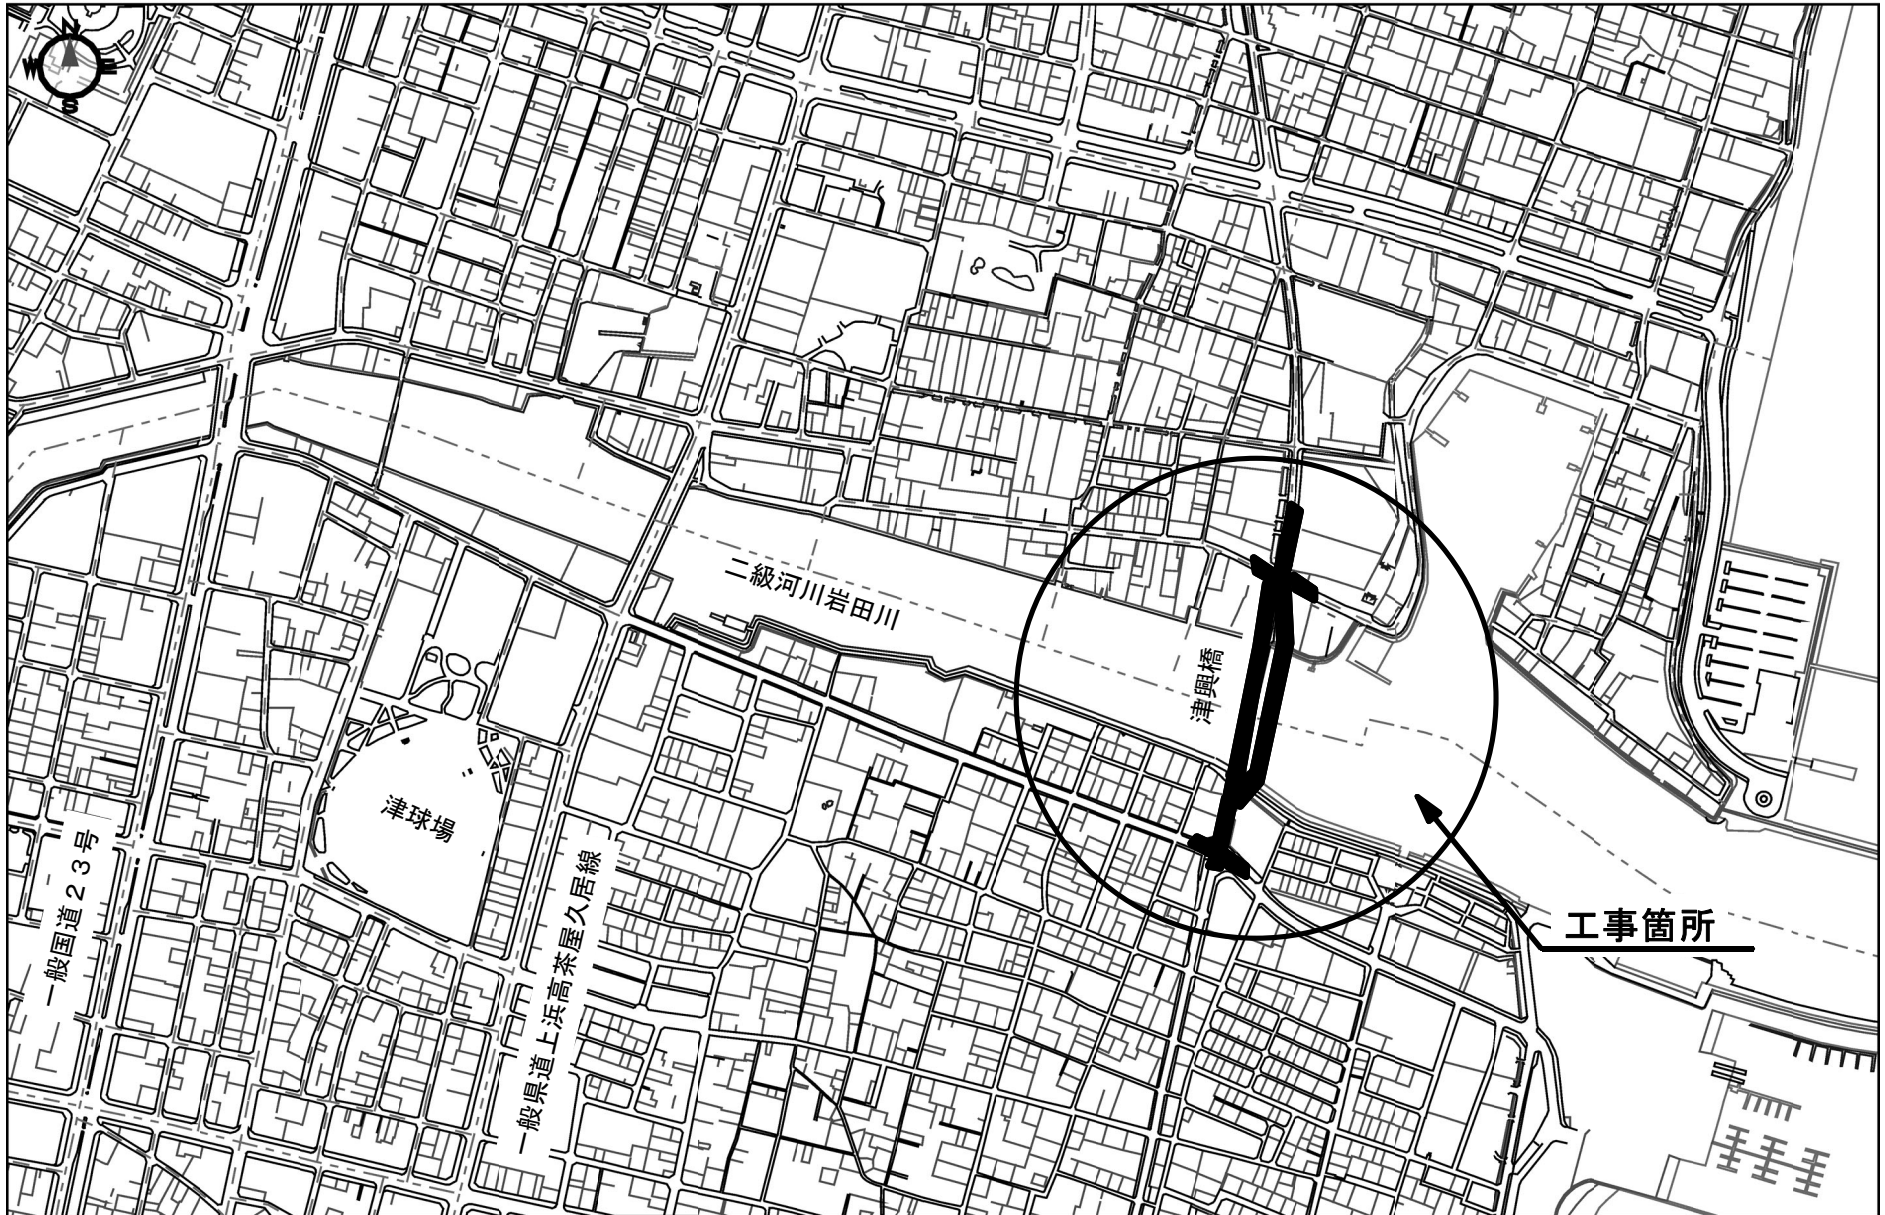 N
W
E
S
二級河川岩田川
津興橋
津球場
一般国道23号
一般県道上浜高茶屋久居線
工事箇所